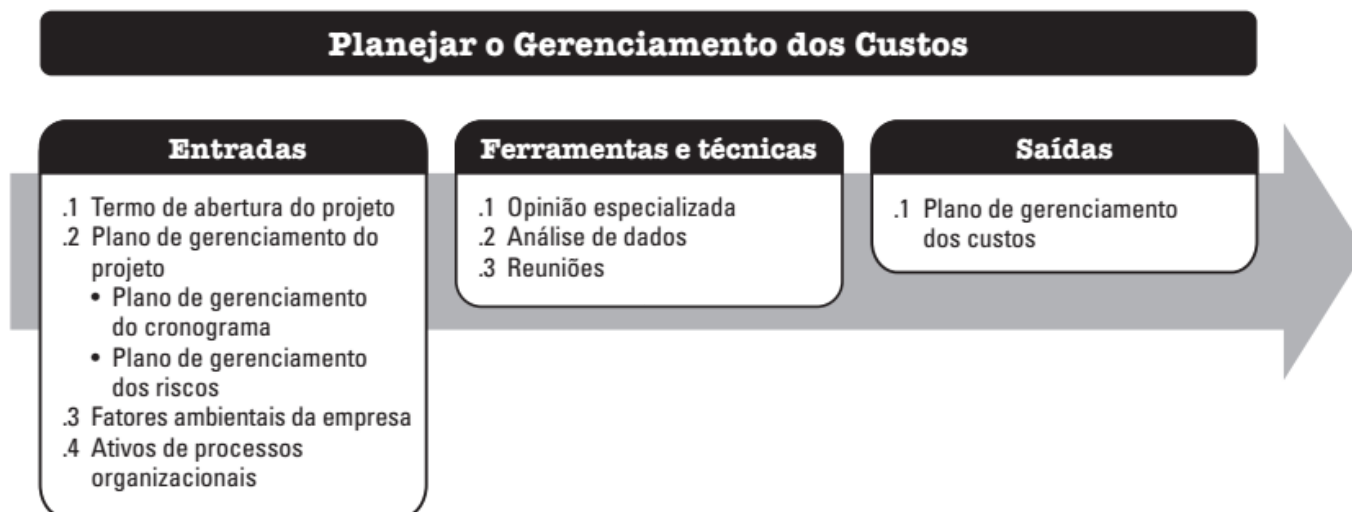 Planejar o Gerenciamento dos Custos
Entradas
.1 Termo de abertura do projeto
.2 Plano de gerenciamento do
projeto
• Plano de gerenciamento
do cronograma
• Plano de gerenciamento
dos riscos
.3 Fatores ambientais da empresa
.4 Ativos de processos
organizacionais
Ferramentas e técnicas
.1 Opinião especializada
.2 Análise de dados
.3 Reuniões
Saídas
.1 Plano de gerenciamento
dos custos